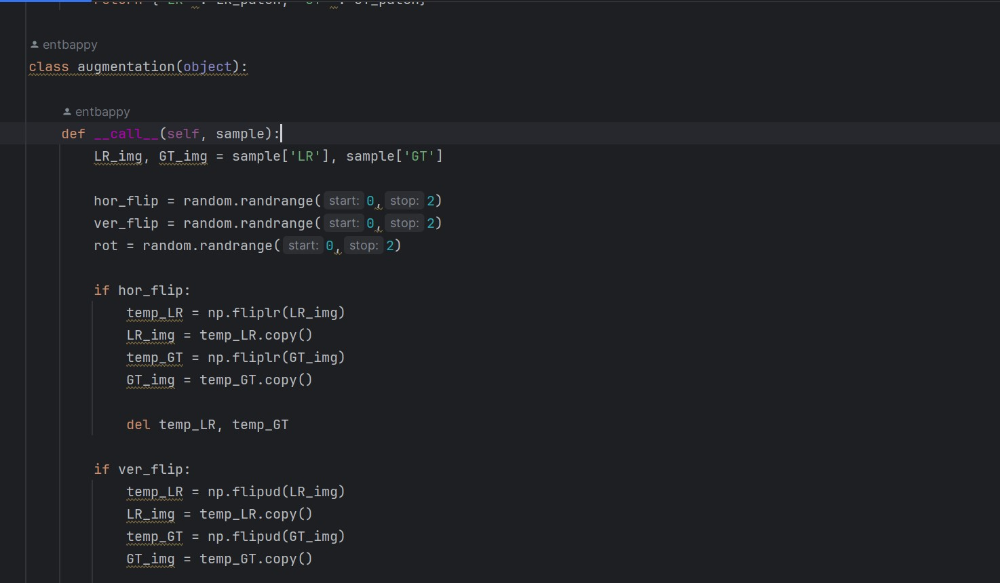 entbappy
class augmentation(object):
entbappy
def __call__(self, sample):
LR_img, GT_img = sample['LR'], sample['GT']
hor_flip = random.randrange( start: 0, stop: 2)
ver_flip = random.randrange( start: 0, stop: 2)
rot = random.randrange( start: 0, stop: 2)
if hor_flip:
temp_LR = np.fliplr(LR_img)
LR_img = temp_LR.copy()
temp_GT = np.fliplr(GT_img)
GT_img = temp_GT.copy()
del temp_LR, temp_GT
if ver_flip:
temp_LR = np.flipud(LR_img)
LR_img = temp_LR.copy()
temp_GT = np.flipud(GT_img)
GT_img = temp_GT.copy()